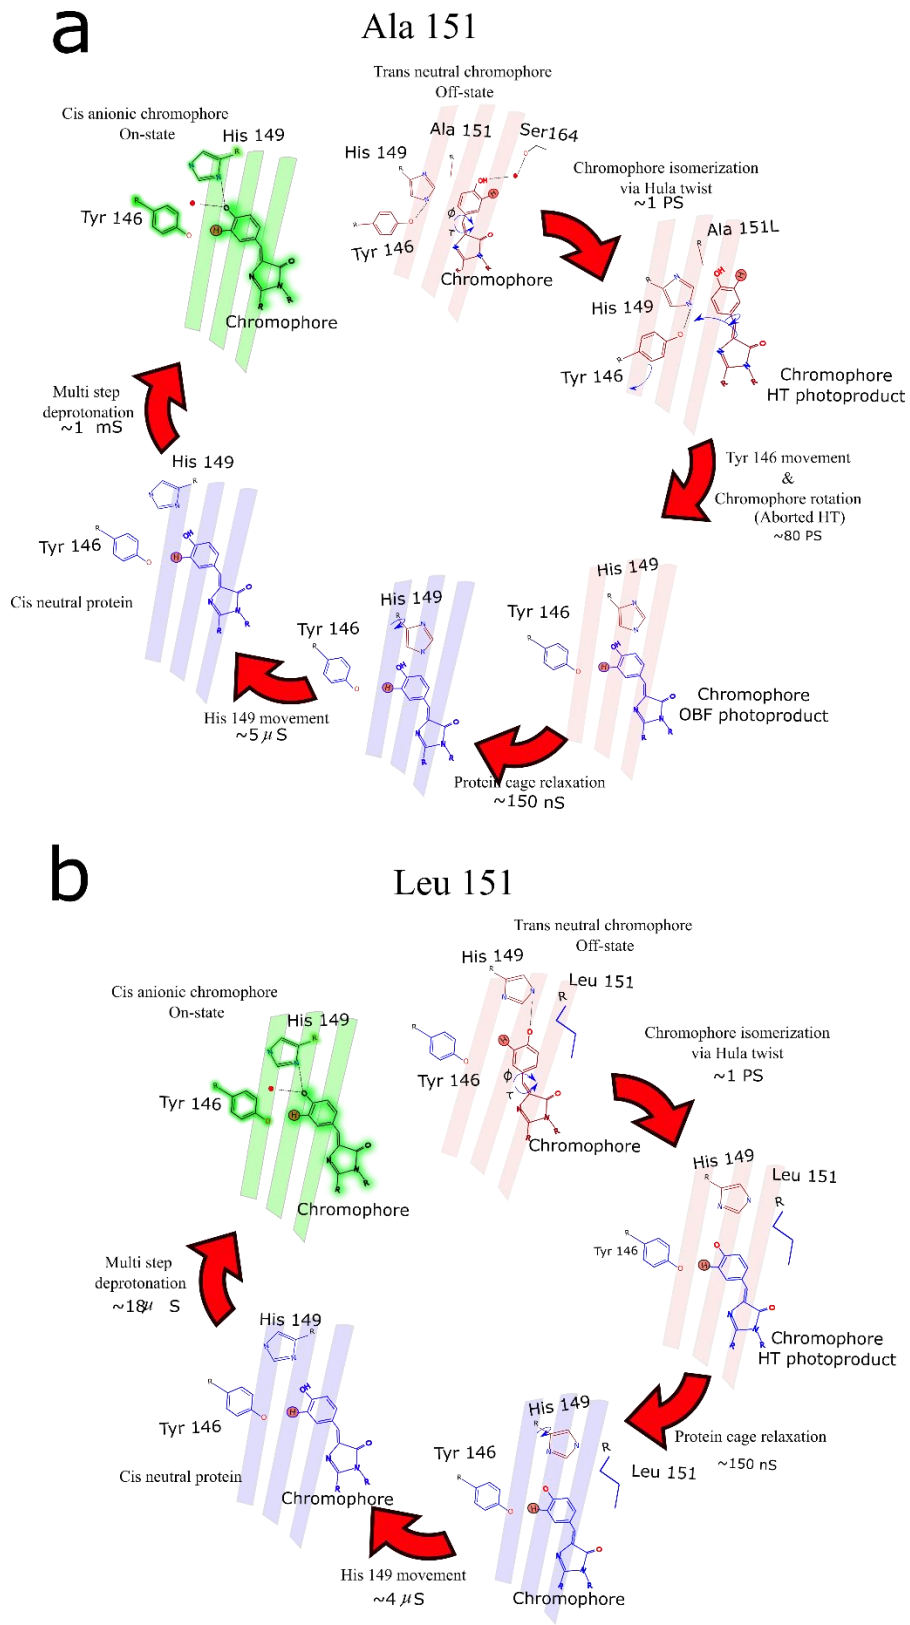 a
Ala 151
Trans neutral chromophore
Off-state
Cis anionic chromophore
On-state
His 149
R
N
N
R
Tyr 146
O
O
H
O
N
N
R
R
Chromophore
Ala 151
Ser164
His 149
R
R
O
OH
H
N
N
R
O
Tyr 146
Φ
τ
O
N
N
R
R
Chromophore
Chromophore isomerization
via Hula twist
~1 PS
Ala 151L
R
OH
H
R
N
His 149
O
R
Tyr 146
O
N
N
R
R
Chromophore
HT photoproduct
Tyr 146 movement
&
Chromophore rotation
(Aborted HT)
~80 PS
His 149
R
N
N
Tyr 146
R
O
OH
H
O
N
N
R
R
Chromophore
OBF photoproduct
Protein cage relaxation
~150 nS
His 149
R
N
N
Tyr 146
R
O
OH
H
O
N
N
R
R
His 149 movement
~5 μS
His 149
R
N
N
R
Tyr 146
O
OH
H
O
N
N
R
R
Cis neutral protein
Multi step
deprotonation
~1 mS
b
Leu 151
Trans neutral chromophore
Off-state
His 149
R
N
N
Leu 151
R
R
O
Tyr 146
O
H
Φ
τ
O
N
N
R
R
Chromophore
Chromophore isomerization
via Hula twist
~1 PS
His 149
R
N
N
Leu 151
R
R
Tyr 146
O
O
H
O
N
N
R
R
Chromophore
HT photoproduct
Protein cage relaxation
~150 nS
His 149
R
N
N
R
Leu 151
Tyr 146
R
O
O
H
O
N
N
R
R
Chromophore
His 149 movement
~4 μS
His 149
R
N
N
R
O
Tyr 146
OH
H
O
N
N
R
R
Cis neutral protein
Chromophore
Multi step
deprotonation
~18μ S
Cis anionic chromophore
On-state
His 149
R
N
N
R
Tyr 146
O
O
H
O
N
N
R
R
Chromophore